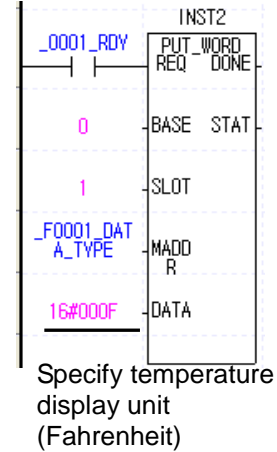 INST2
_0001_RDY
PUT_WORD
REQ DONE
0
BASE STAT
1
SLOT
_F0001_DAT
A_TYPE
MADD
R
16#000F
DATA
Specify temperature
display unit
(Fahrenheit)